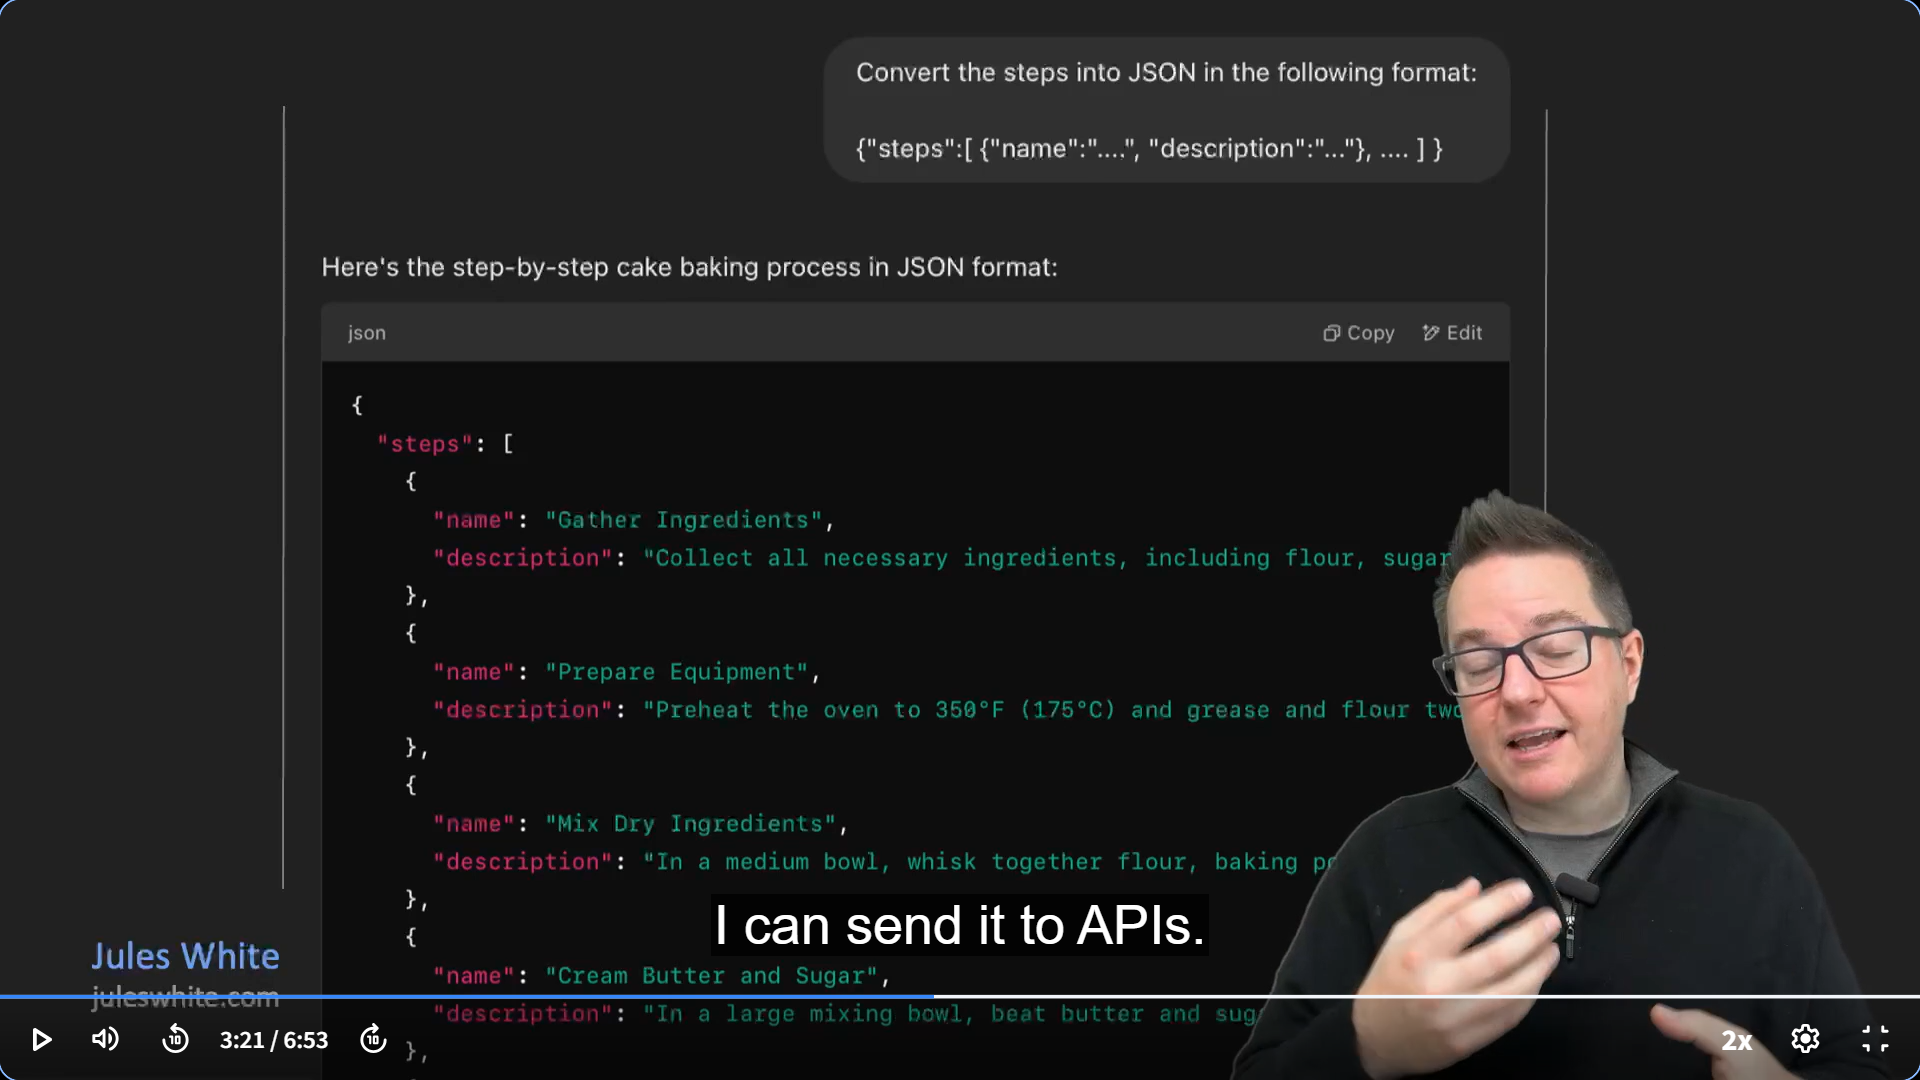 Convert the steps into JSON in the following format:
{"steps":[ {"name":"....", "description":"..."}, .... ] }
Here's the step-by-step cake baking process in JSON format:
json
Copy
Edit
{
"steps": [
{
"name": "Gather Ingredients",
"description": "Collect all necessary ingredients, including flour, sugar
},
{
"name": "Prepare Equipment",
"description": "Preheat the oven to 350°F (175°C) and grease and flour two
},
{
"name": "Mix Dry Ingredients",
"description": "In a medium bowl, whisk together flour, baking
},
{
"name": "Cream Butter and Sugar",
"description": "In a large mixing bowl, beat butter and
},
I can send it to APIs.
Jules White
juleswhite.com
10
3:21 / 6:53
10
2x